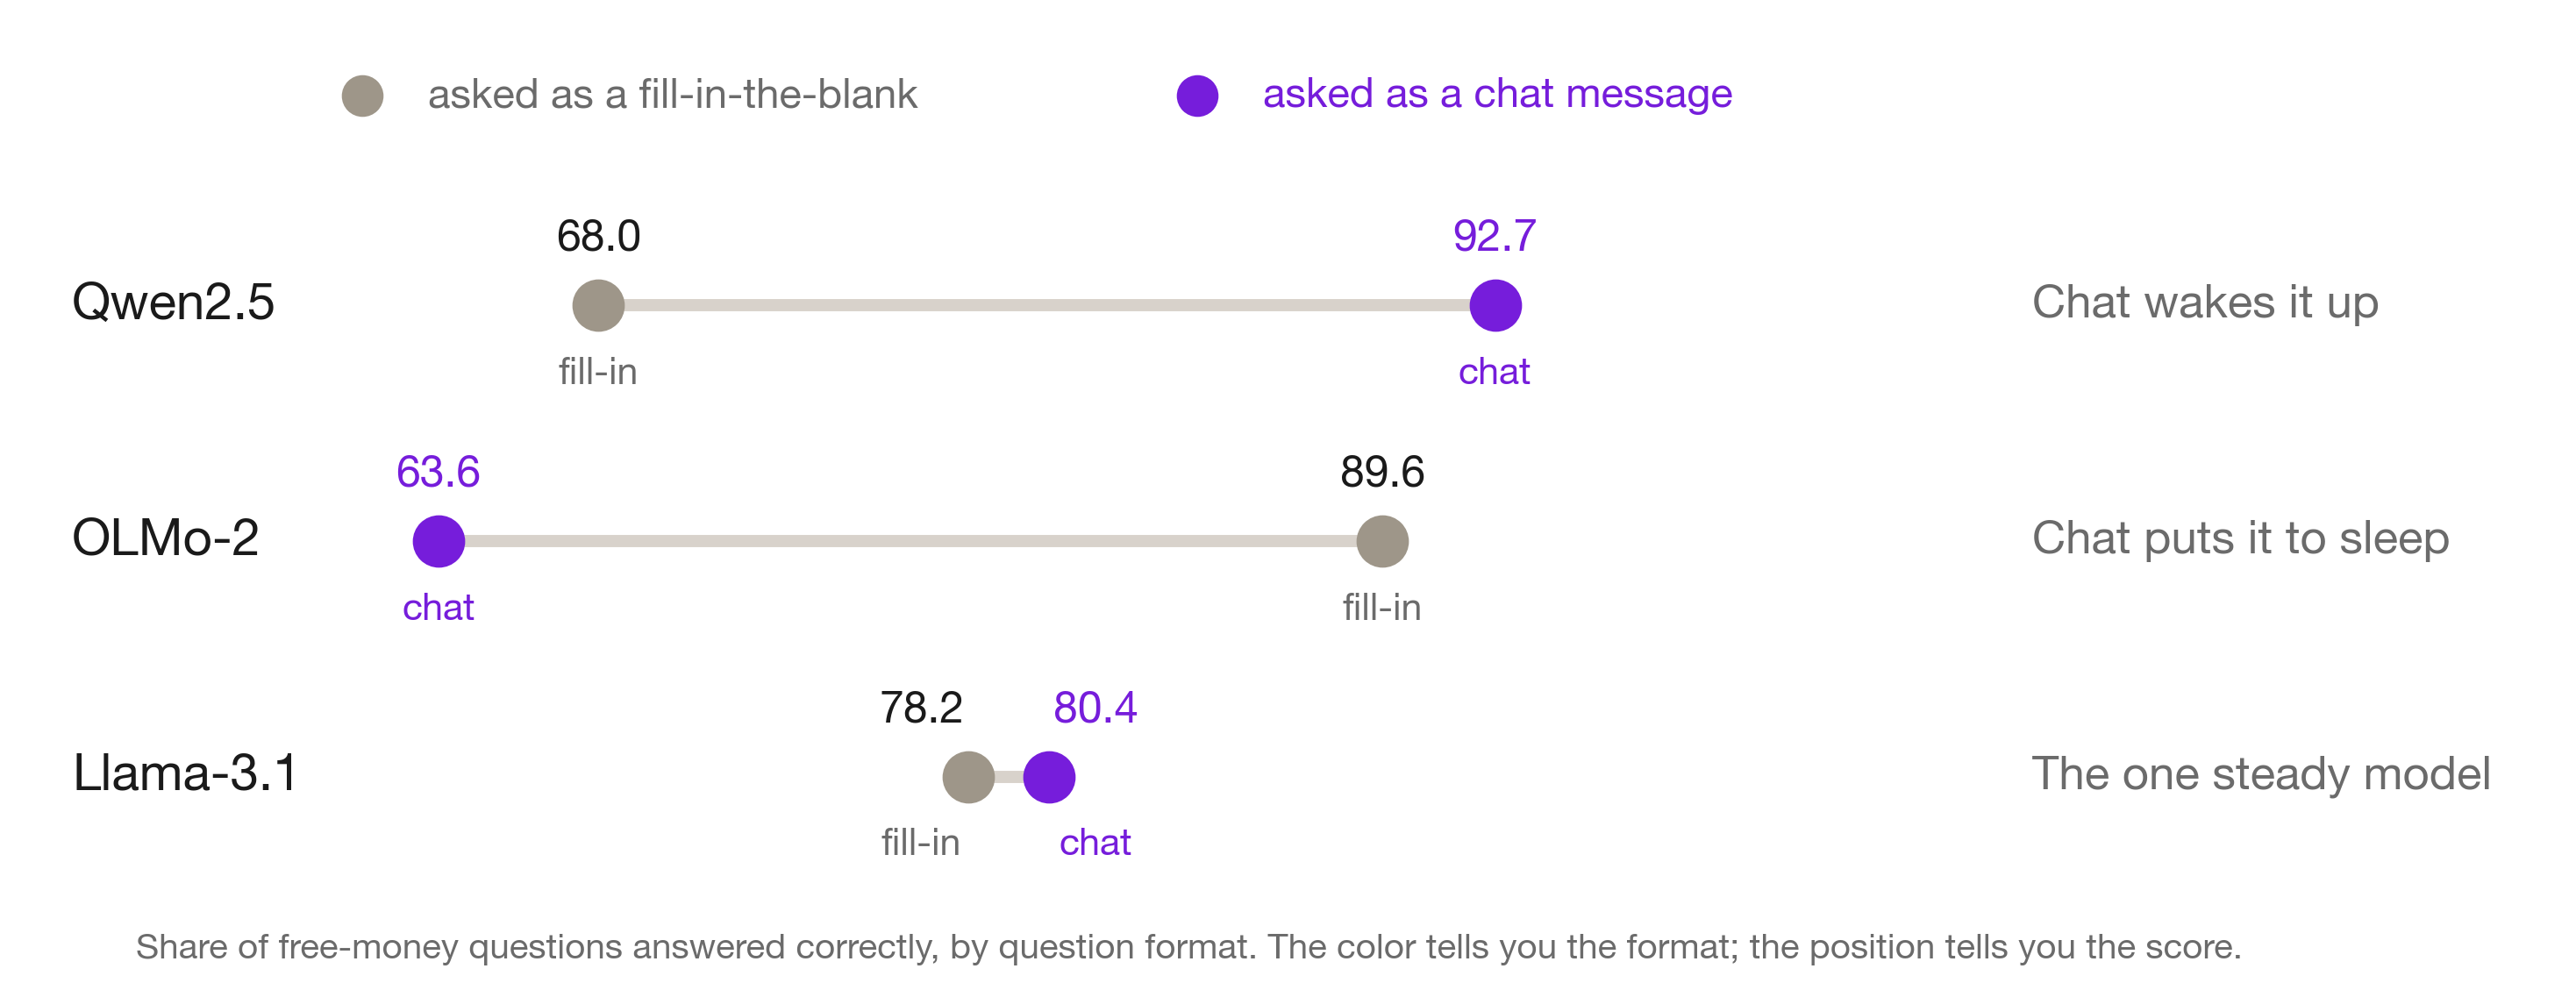 asked as a fill-in-the-blank
asked as a chat message
68.0
92.7
Qwen2.5
Chat wakes it up
fill-in
chat
63.6
89.6
OLMo-2
Chat puts it to sleep
chat
fill-in
78.2
80.4
Llama-3.1
The one steady model
fill-in
chat
Share of free-money questions answered correctly, by question format. The color tells you the format; the position tells you the score.